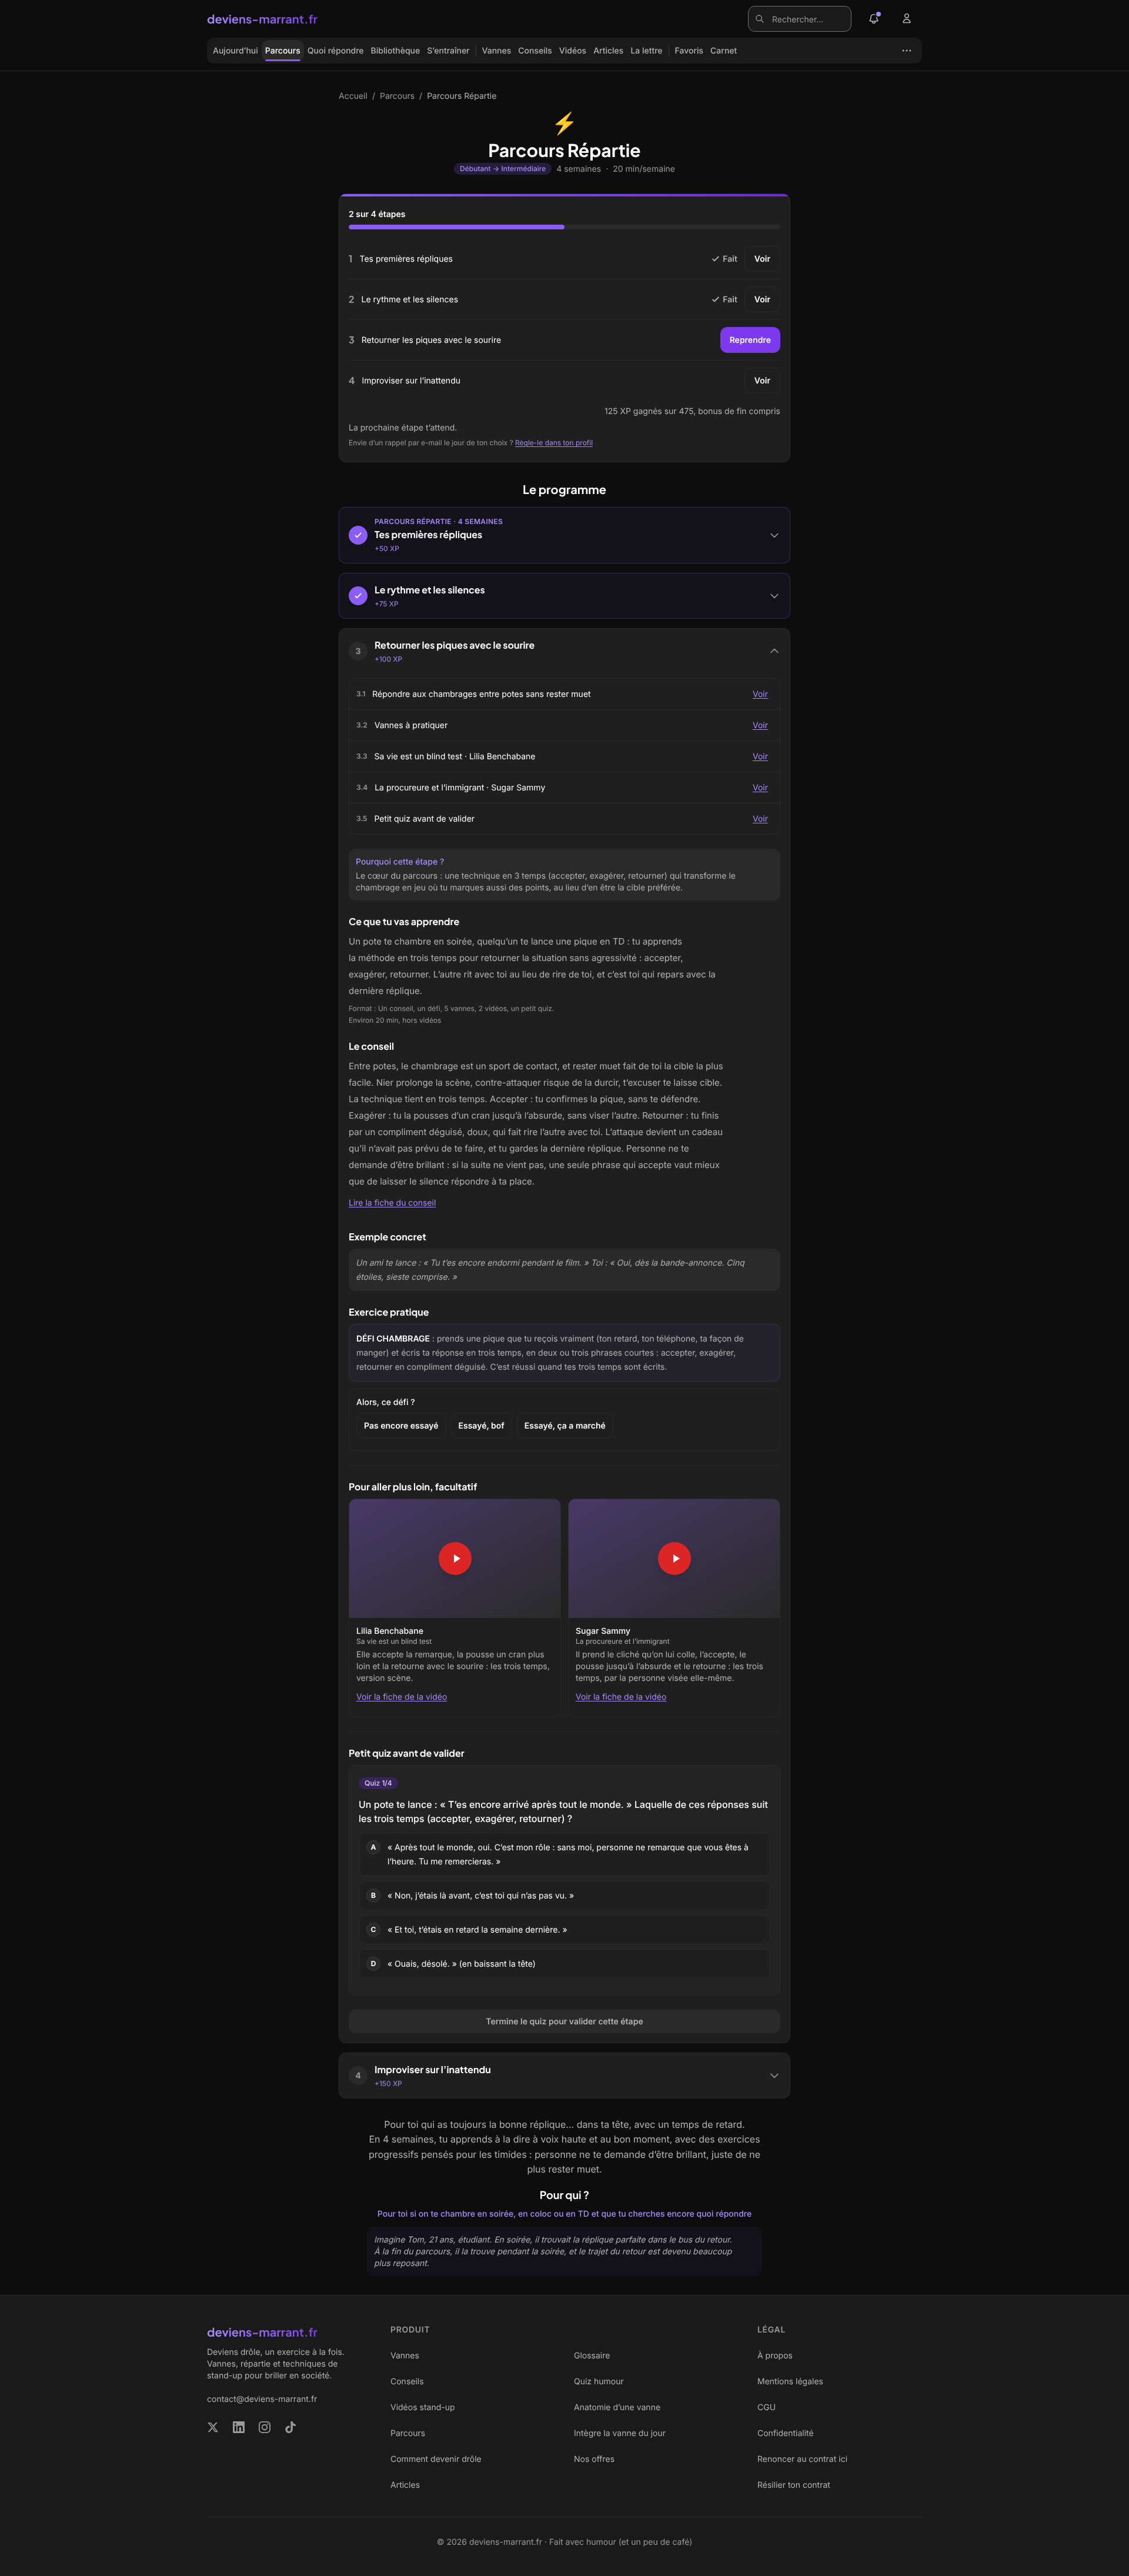 deviens-marrant.fr
Rechercher...
Aujourd'hui Parcours Quoi répondre Bibliothèque S'entraîner Vannes Conseils Vidéos Articles La lettre Favoris Carnet
Accueil / Parcours / Parcours Répartie
Parcours Répartie
Débutant → Intermédiaire 4 semaines · 20 min/semaine
2 sur 4 étapes
1 Tes premières répliques Fait Voir
2 Le rythme et les silences Fait Voir
3 Retourner les piques avec le sourire Reprendre
4 Improviser sur l'inattendu Voir
125 XP gagnés sur 475, bonus de fin compris
La prochaine étape t'attend.
Envie d'un rappel par e-mail le jour de ton choix ? Règle-le dans ton profil
Le programme
PARCOURS RÉPARTIE · 4 SEMAINES
Tes premières répliques
+50 XP
Le rythme et les silences
+75 XP
3 Retourner les piques avec le sourire
+100 XP
3.1 Répondre aux chambrages entre potes sans rester muet Voir
3.2 Vannes à pratiquer Voir
3.3 Sa vie est un blind test · Lilia Benchabane Voir
3.4 La procureure et l'immigrant · Sugar Sammy Voir
3.5 Petit quiz avant de valider Voir
Pourquoi cette étape ?
Le cœur du parcours : une technique en 3 temps (accepter, exagérer, retourner) qui transforme le
chambrage en jeu où tu marques aussi des points, au lieu d'en être la cible préférée.
Ce que tu vas apprendre
Un pote te chambre en soirée, quelqu'un te lance une pique en TD : tu apprends
la méthode en trois temps pour retourner la situation sans agressivité : accepter,
exagérer, retourner. L'autre rit avec toi au lieu de rire de toi, et c'est toi qui repars avec la
dernière réplique.
Format : Un conseil, un défi, 5 vannes, 2 vidéos, un petit quiz.
Environ 20 min, hors vidéos
Le conseil
Entre potes, le chambrage est un sport de contact, et rester muet fait de toi la cible la plus
facile. Nier prolonge la scène, contre-attaquer risque de la durcir, t'excuser te laisse cible.
La technique tient en trois temps. Accepter : tu confirmes la pique, sans te défendre.
Exagérer : tu la pousses d'un cran jusqu'à l'absurde, sans viser l'autre. Retourner : tu finis
par un compliment déguisé, doux, qui fait rire l'autre avec toi. L'attaque devient un cadeau
qu'il n'avait pas prévu de te faire, et tu gardes la dernière réplique. Personne ne te
demande d'être brillant : si la suite ne vient pas, une seule phrase qui accepte vaut mieux
que de laisser le silence répondre à ta place.
Lire la fiche du conseil
Exemple concret
Un ami te lance : « Tu t'es encore endormi pendant le film. » Toi : « Oui, dès la bande-annonce. Cinq
étoiles, sieste comprise. »
Exercice pratique
DÉFI CHAMBRAGE : prends une pique que tu reçois vraiment (ton retard, ton téléphone, ta façon de
manger) et écris ta réponse en trois temps, en deux ou trois phrases courtes : accepter, exagérer,
retourner en compliment déguisé. C'est réussi quand tes trois temps sont écrits.
Alors, ce défi ?
Pas encore essayé Essayé, bof Essayé, ça a marché
Pour aller plus loin, facultatif
Lilia Benchabane
Sa vie est un blind test
Elle accepte la remarque, la pousse un cran plus
loin et la retourne avec le sourire : les trois temps,
version scène.
Voir la fiche de la vidéo
Sugar Sammy
La procureure et l'immigrant
Il prend le cliché qu'on lui colle, l'accepte, le
pousse jusqu'à l'absurde et le retourne : les trois
temps, par la personne visée elle-même.
Voir la fiche de la vidéo
Petit quiz avant de valider
Quiz 1/4
Un pote te lance : « T'es encore arrivé après tout le monde. » Laquelle de ces réponses suit
les trois temps (accepter, exagérer, retourner) ?
A « Après tout le monde, oui. C'est mon rôle : sans moi, personne ne remarque que vous êtes à
l'heure. Tu me remercieras. »
B « Non, j'étais là avant, c'est toi qui n'as pas vu. »
C « Et toi, t'étais en retard la semaine dernière. »
D « Ouais, désolé. » (en baissant la tête)
Termine le quiz pour valider cette étape
4 Improviser sur l'inattendu
+150 XP
Pour toi qui as toujours la bonne réplique... dans ta tête, avec un temps de retard.
En 4 semaines, tu apprends à la dire à voix haute et au bon moment, avec des exercices
progressifs pensés pour les timides : personne ne te demande d'être brillant, juste de ne
plus rester muet.
Pour qui ?
Pour toi si on te chambre en soirée, en coloc ou en TD et que tu cherches encore quoi répondre
Imagine Tom, 21 ans, étudiant. En soirée, il trouvait la réplique parfaite dans le bus du retour.
À la fin du parcours, il la trouve pendant la soirée, et le trajet du retour est devenu beaucoup
plus reposant.
deviens-marrant.fr
Deviens drôle, un exercice à la fois.
Vannes, répartie et techniques de
stand-up pour briller en société.
contact@deviens-marrant.fr
PRODUIT
Vannes
Conseils
Vidéos stand-up
Parcours
Comment devenir drôle
Articles
Glossaire
Quiz humour
Anatomie d'une vanne
Intègre la vanne du jour
Nos offres
LÉGAL
À propos
Mentions légales
CGU
Confidentialité
Renoncer au contrat ici
Résilier ton contrat
© 2026 deviens-marrant.fr · Fait avec humour (et un peu de café)